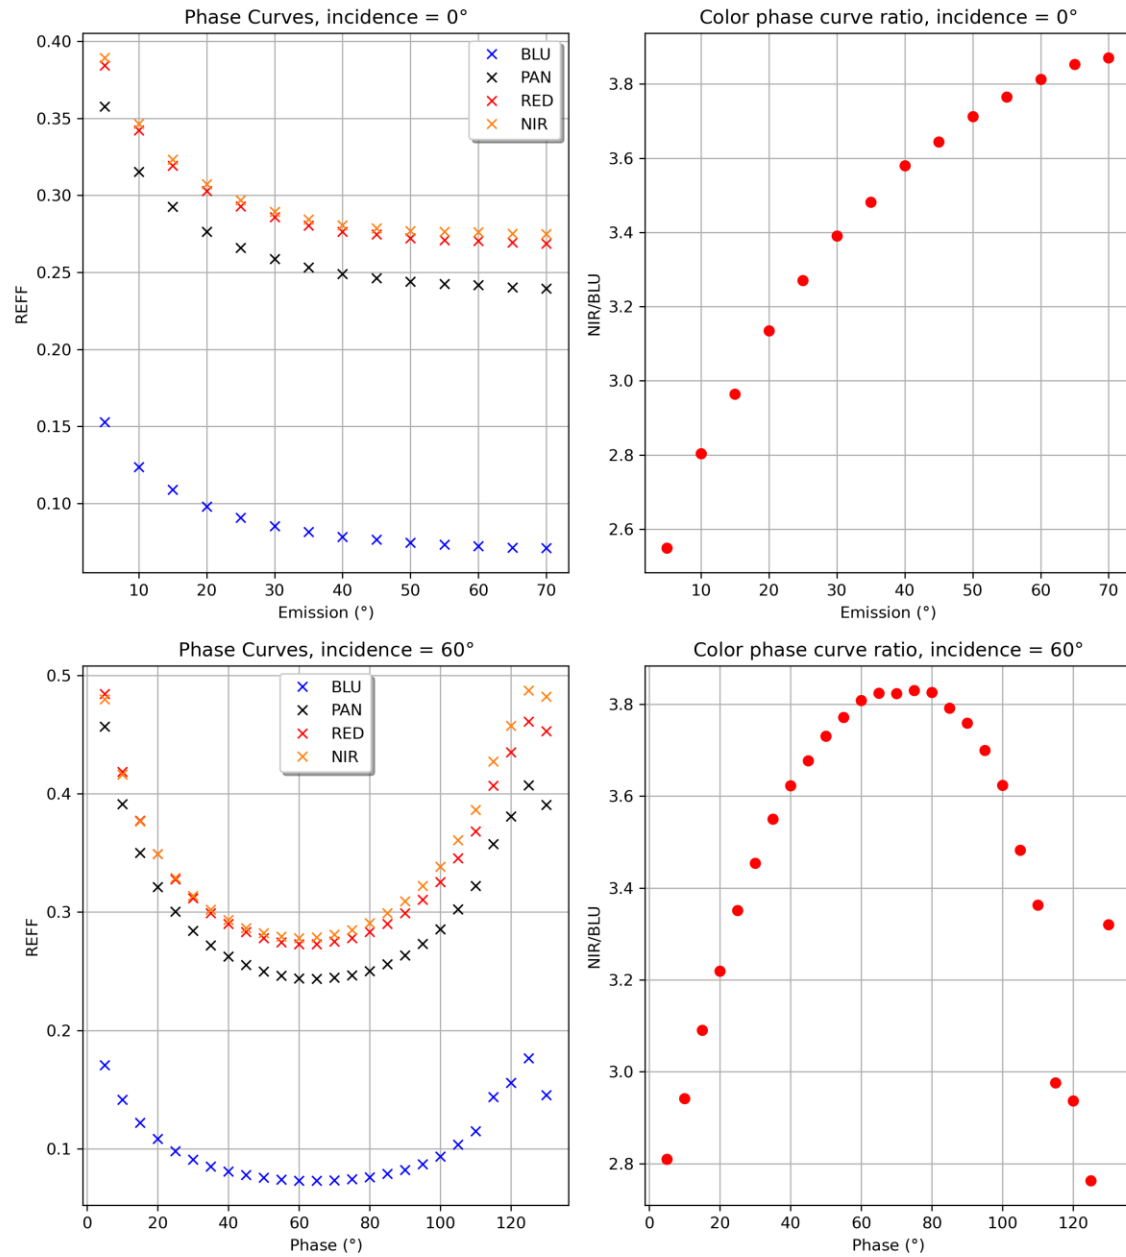 Phase Curves, incidence = 0°
0.40
0.35
0.30
0.25
0.20
0.15
0.10
REFF
BLU
PAN
RED
NIR
10 20 30 40 50 60 70
Emission (°)
Color phase curve ratio, incidence = 0°
3.8
3.6
3.4
3.2
3.0
2.8
2.6
NIR/BLU
10 20 30 40 50 60 70
Emission (°)
Phase Curves, incidence = 60°
0.5
0.4
0.3
0.2
0.1
REFF
BLU
PAN
RED
NIR
0 20 40 60 80 100 120
Phase (°)
Color phase curve ratio, incidence = 60°
3.8
3.6
3.4
3.2
3.0
2.8
NIR/BLU
0 20 40 60 80 100 120
Phase (°)